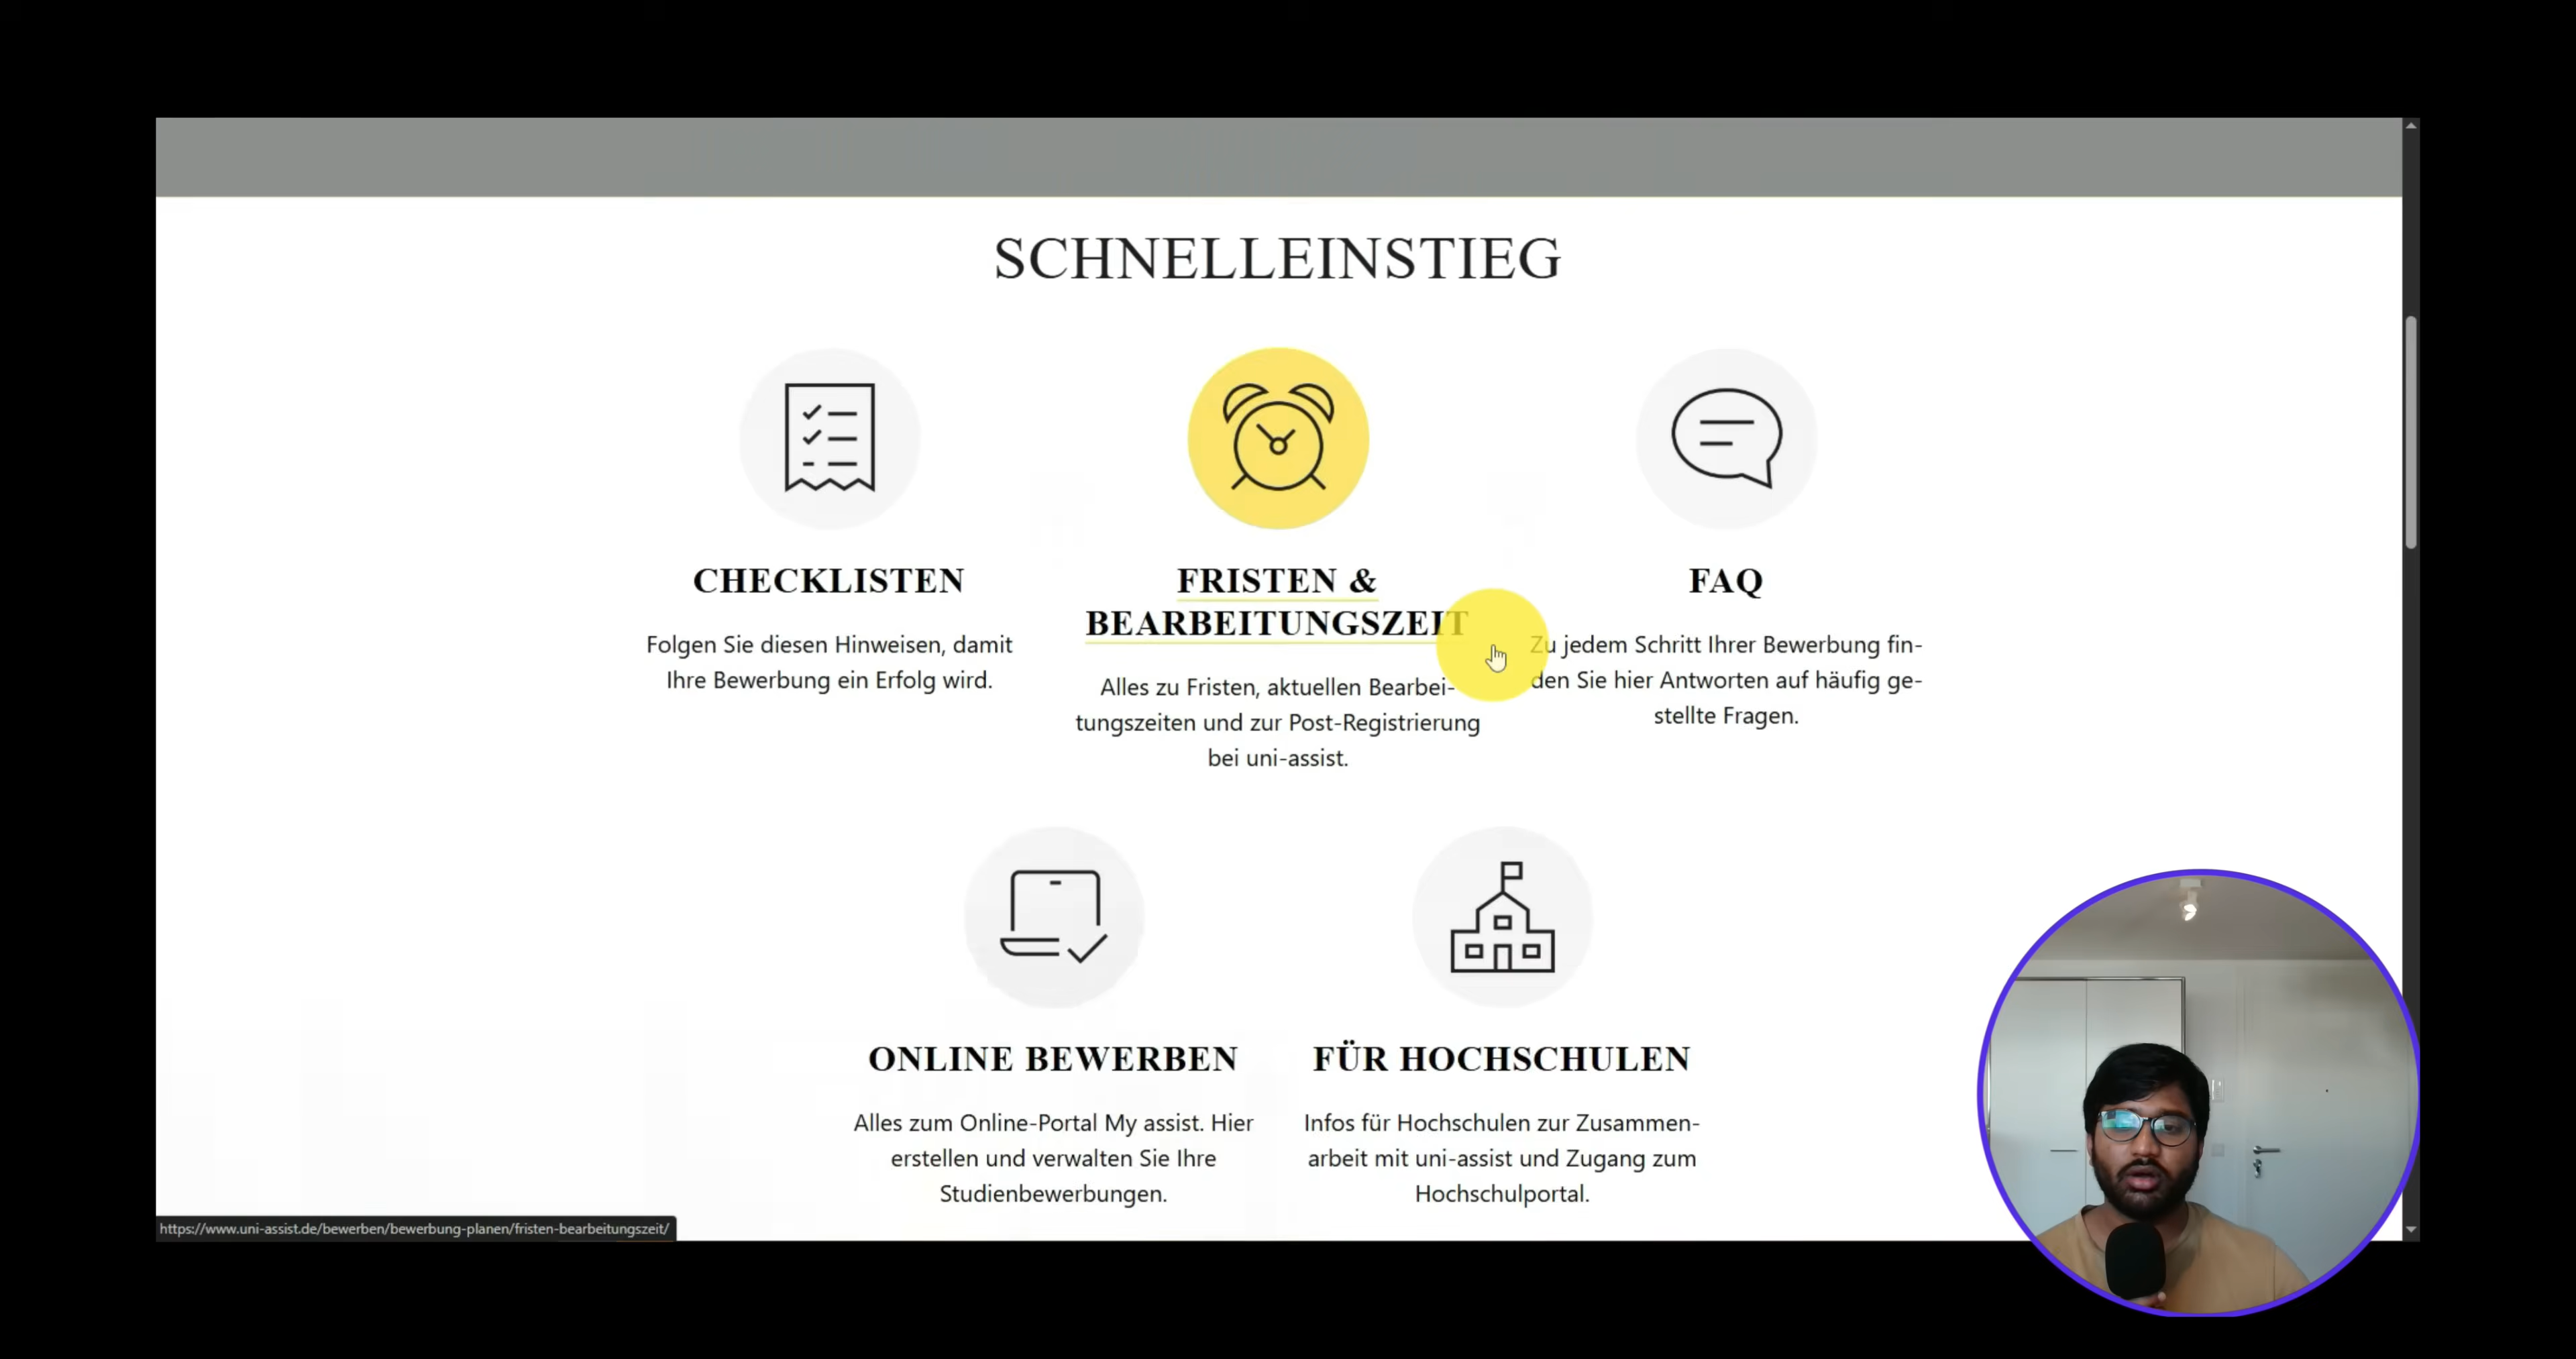 SCHNELLEINSTIEG
CHECKLISTEN
Folgen Sie diesen Hinweisen, damit
Ihre Bewerbung ein Erfolg wird.
FRISTEN &
BEARBEITUNGSZEIT
Alles zu Fristen, aktuellen Bearbei-
tungszeiten und zur Post-Registrierung
bei uni-assist.
FAQ
Zu jedem Schritt Ihrer Bewerbung fin-
den Sie hier Antworten auf häufig ge-
stellte Fragen.
ONLINE BEWERBEN
Alles zum Online-Portal My assist. Hier
erstellen und verwalten Sie Ihre
Studienbewerbungen.
FÜR HOCHSCHULEN
Infos für Hochschulen zur Zusammen-
arbeit mit uni-assist und Zugang zum
Hochschulportal.
https://www.uni-assist.de/bewerben/bewerbung-planen/fristen-bearbeitungszeit/